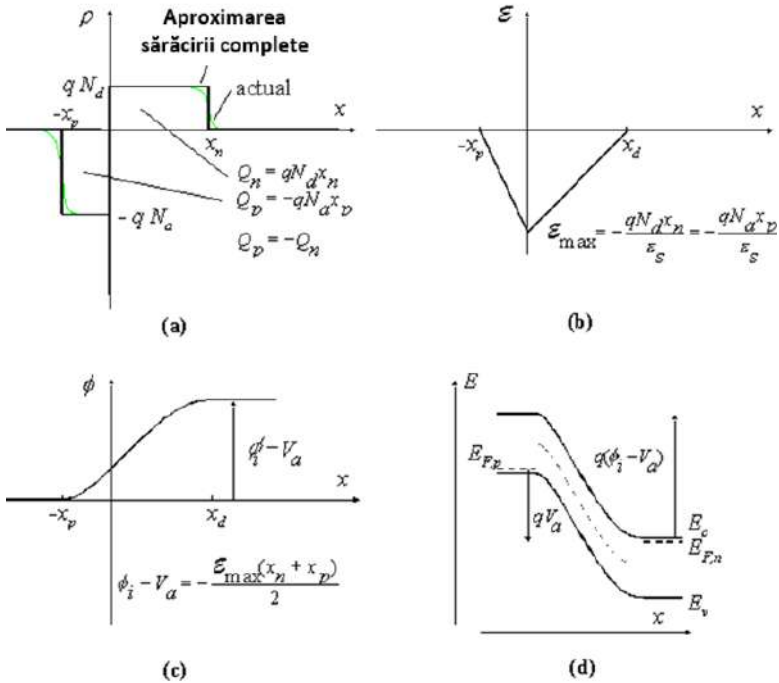 ρ
Aproximarea
sărăcirii complete
q N_d
actual
-x_p
x
x_n
Q_n = qN_d x_n
Q_p = -qN_a x_p
- q N_a
Q_p = -Q_n
(a)
ℰ
x
-x_p
x_d
ℰ_max = - qN_d x_n / ε_s = - qN_a x_p / ε_s
(b)
ϕ
ϕ_i - V_a
x
-x_p
x_d
ϕ_i - V_a = - ℰ_max(x_n + x_p) / 2
(c)
E
E_F,p
q(ϕ_i - V_a)
qV_a
E_c
E_F,n
E_v
x
(d)